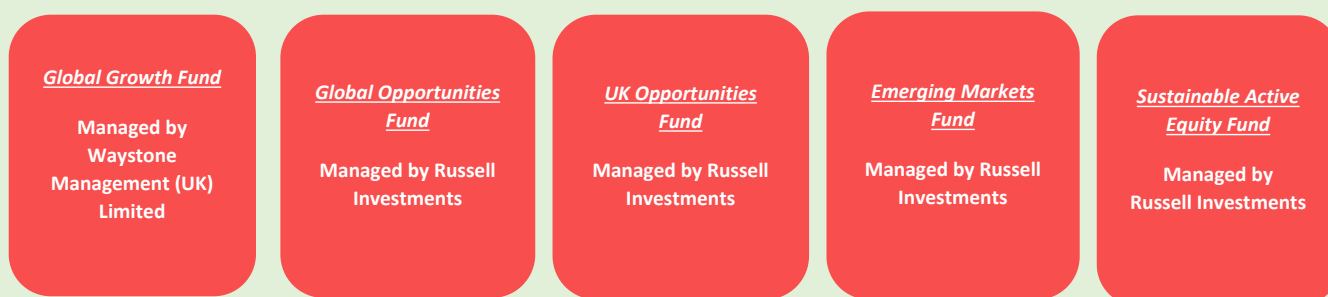 Global Growth Fund
Managed by
Waystone
Management (UK)
Limited
Global Opportunities
Fund
Managed by Russell
Investments
UK Opportunities
Fund
Managed by Russell
Investments
Emerging Markets
Fund
Managed by Russell
Investments
Sustainable Active
Equity Fund
Managed by
Russell Investments